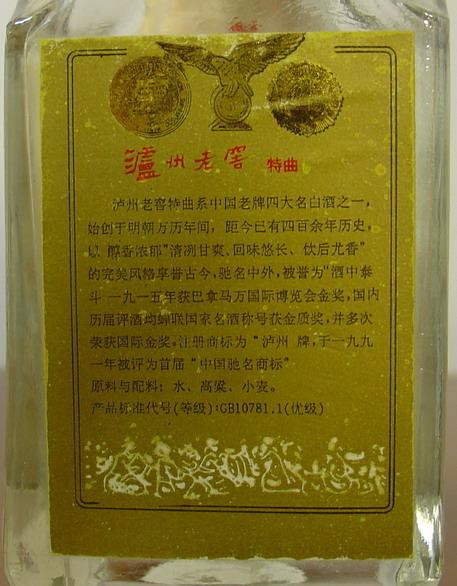 泸州老窖 特曲
泸州老窖特曲系中国老牌四大名白酒之一，
始创于明朝万历年间，距今已有四百余年历史，
以 醇香浓郁"清冽甘爽、回味悠长、饮后尤香"
的完美风格享誉古今，驰名中外，被誉为"酒中泰
斗 一九一五年获巴拿马万国际博览会金奖，国内
历届评酒均蝉联国家名酒称号获金质奖，并多次
荣获国际金奖。注册商标为"泸州 牌，于一九九
一年被评为首届"中国驰名商标"
原料与配料：水、高粱、小麦。
产品标准代号(等级):GB10781.1(优级)